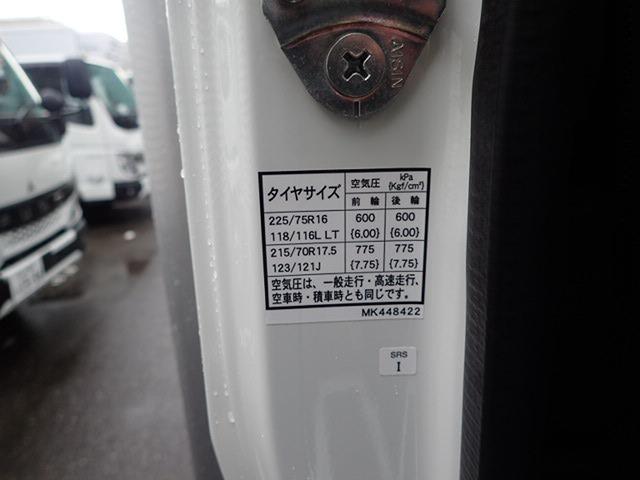 AISIN
タイヤサイズ 空気圧 kPa {Kgf/cm²}
前輪 後輪
225/75R16 600 600
118/116L LT {6.00} {6.00}
215/70R17.5 775 775
123/121J {7.75} {7.75}
空気圧は、一般走行・高速走行、
空車時・積車時とも同じです。
MK448422
SRS
I